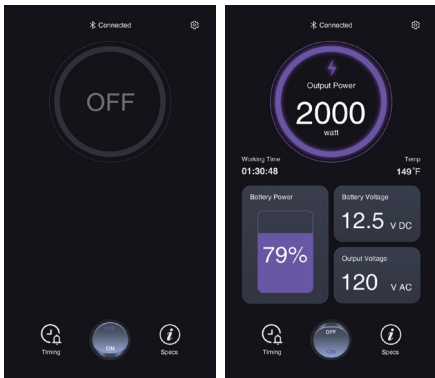 Connected
OFF
OFF
ON
Timing
Specs
Connected
Output Power
2000
watt
Working Time
01:30:48
Temp
149°F
Battery Power
79%
Battery Voltage
12.5 V DC
Output Voltage
120 V AC
OFF
ON
Timing
Specs